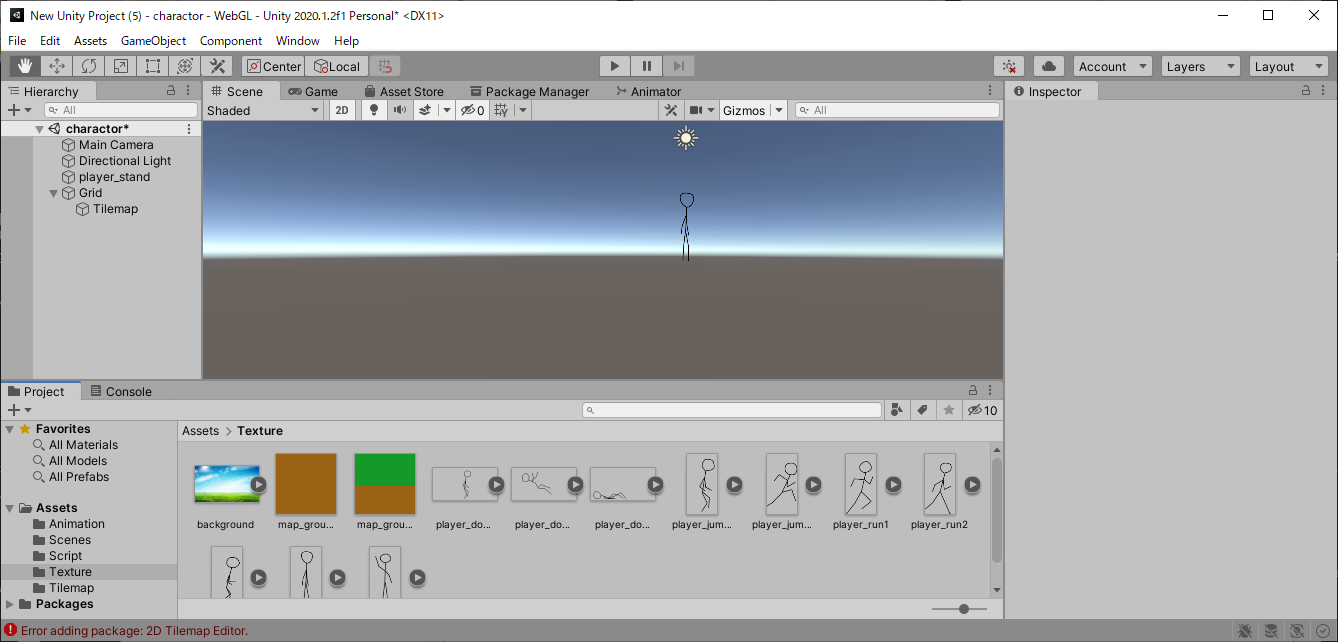 New Unity Project (5) - charactor - WebGL - Unity 2020.1.2f1 Personal* <DX11>
File Edit Assets GameObject Component Window Help
Center Local Account Layers Layout
Hierarchy
All
charactor*
Main Camera
Directional Light
player_stand
Grid
Tilemap
Scene Game Asset Store Package Manager Animator
Shaded 2D 0 Gizmos All
Inspector
Project Console
10
Favorites
All Materials
All Models
All Prefabs
Assets
Animation
Scenes
Script
Texture
Tilemap
Packages
Assets > Texture
background map_grou... map_grou... player_do... player_do... player_do... player_jum... player_jum... player_run1 player_run2
Error adding package: 2D Tilemap Editor.